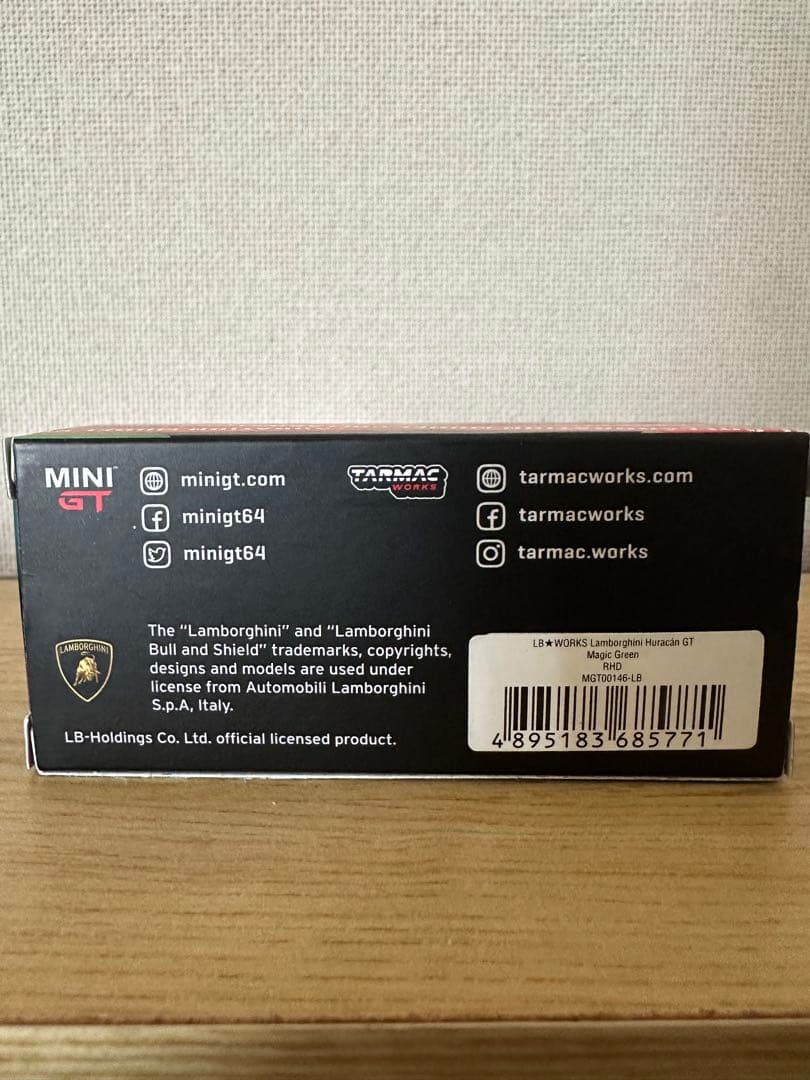 MINI GT
minigt.com
minigt64
minigt64
TARMAC WORKS
tarmacworks.com
tarmacworks
tarmac.works
LAMBORGHINI
The “Lamborghini” and “Lamborghini
Bull and Shield” trademarks, copyrights,
designs and models are used under
license from Automobili Lamborghini
S.p.A, Italy.
LB-Holdings Co. Ltd. official licensed product.
LB★WORKS Lamborghini Huracán GT
Magic Green
RHD
MGT00146-LB
4 895183 685771